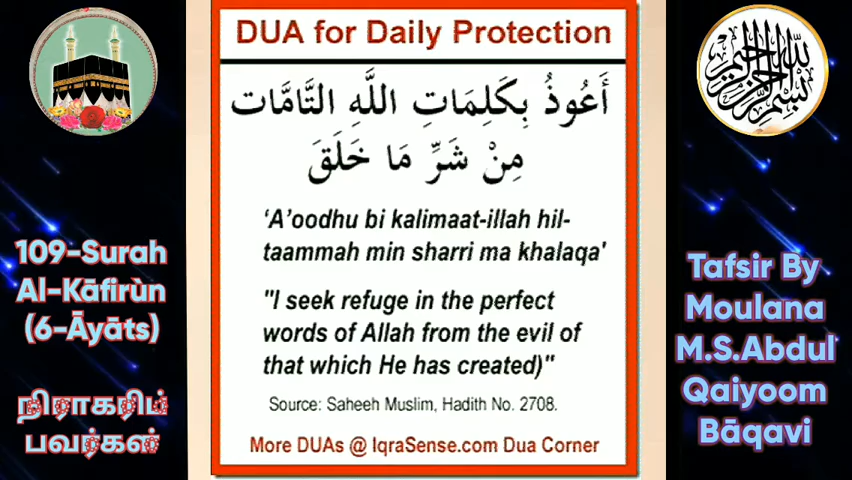 109-Surah
Al-Kāfirùn
(6-Āyāts)
நிராகரிப்
பவர்கள்
DUA for Daily Protection
أَعُوذُ بِكَلِمَاتِ اللَّهِ التَّامَّات
مِنْ شَرِّ مَا خَلَقَ
‘A’oodhu bi kalimaat-illah hil-
taammah min sharri ma khalaqa'
"I seek refuge in the perfect
words of Allah from the evil of
that which He has created)"
Source: Saheeh Muslim, Hadith No. 2708.
More DUAs @ IqraSense.com Dua Corner
بسم الله الرحمن الرحيم
Tafsir By
Moulana
M.S.Abdul
Qaiyoom
Bāqavi